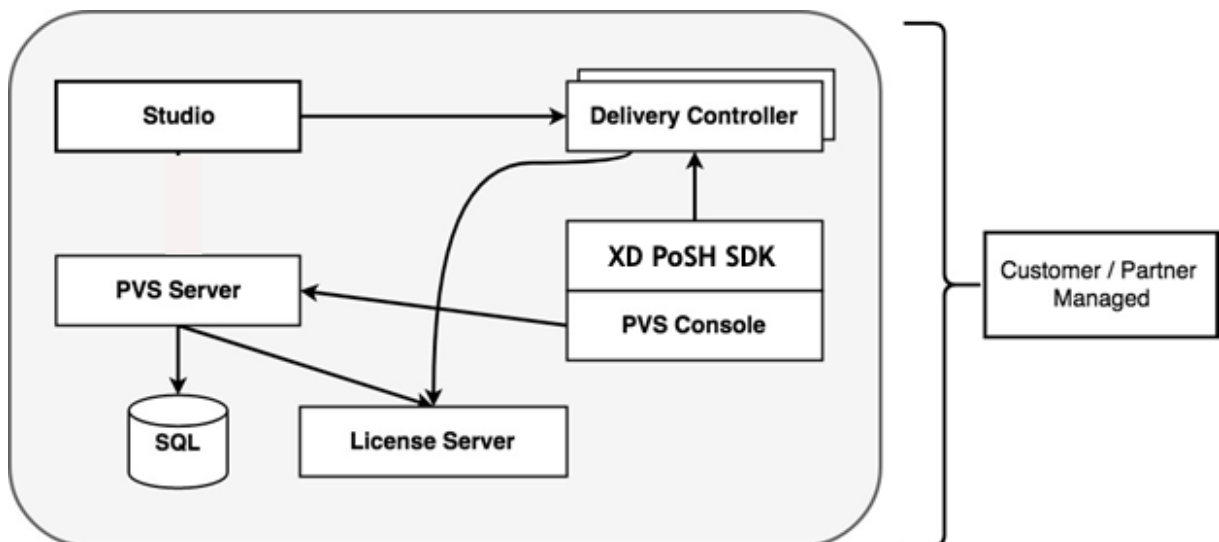 Studio
Delivery Controller
XD PoSH SDK
PVS Server
PVS Console
Customer / Partner
Managed
SQL
License Server